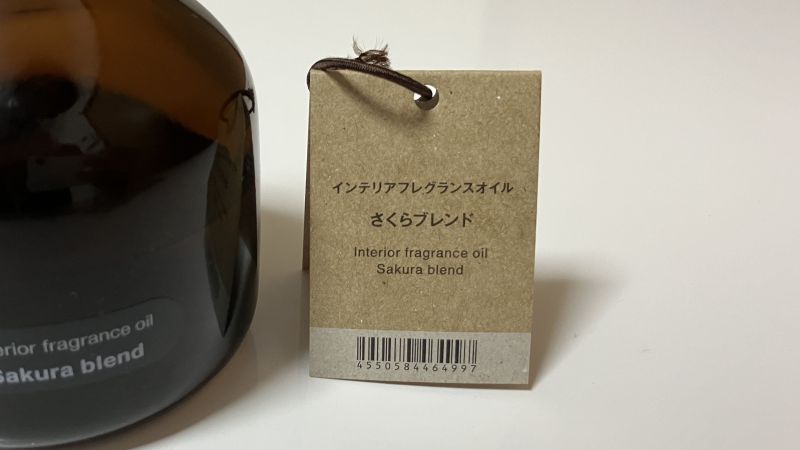 インテリアフレグランスオイル
さくらブレンド
Interior fragrance oil
Sakura blend
4550584464997
erior fragrance oil
Sakura blend